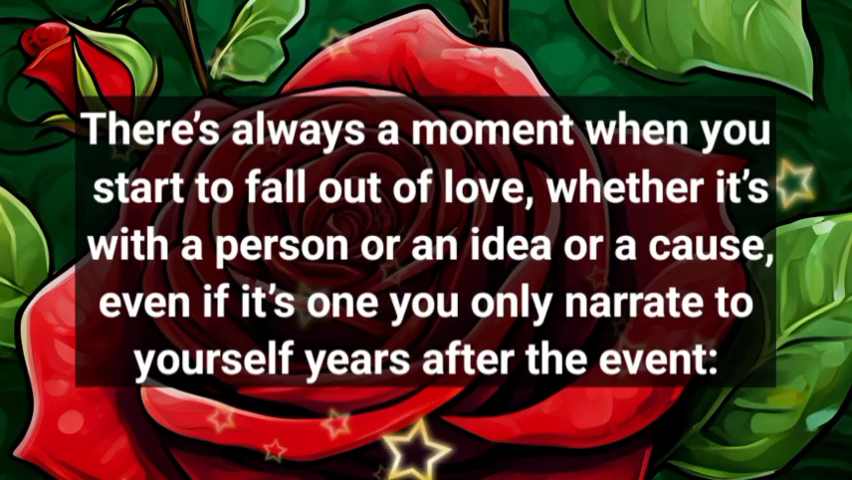 There’s always a moment when you
start to fall out of love, whether it’s
with a person or an idea or a cause,
even if it’s one you only narrate to
yourself years after the event: